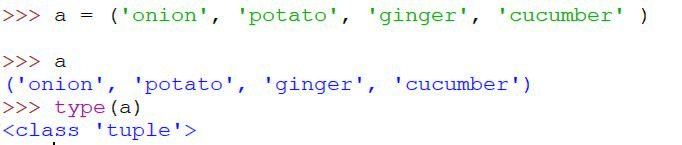 >>> a = ('onion', 'potato', 'ginger', 'cucumber' )
>>> a
('onion', 'potato', 'ginger', 'cucumber')
>>> type(a)
<class 'tuple'>